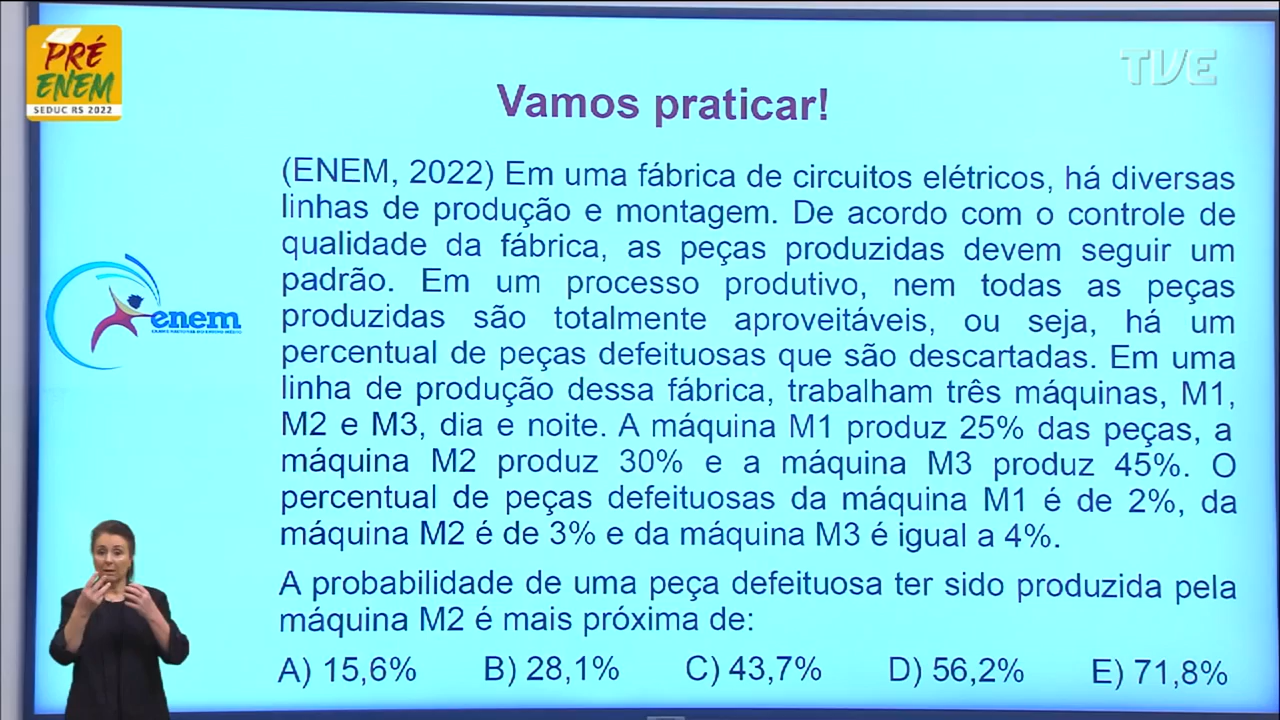 PRÉ
ENEM
SEDUC RS 2022
TVE
Vamos praticar!
(ENEM, 2022) Em uma fábrica de circuitos elétricos, há diversas
linhas de produção e montagem. De acordo com o controle de
qualidade da fábrica, as peças produzidas devem seguir um
padrão. Em um processo produtivo, nem todas as peças
produzidas são totalmente aproveitáveis, ou seja, há um
percentual de peças defeituosas que são descartadas. Em uma
linha de produção dessa fábrica, trabalham três máquinas, M1,
M2 e M3, dia e noite. A máquina M1 produz 25% das peças, a
máquina M2 produz 30% e a máquina M3 produz 45%. O
percentual de peças defeituosas da máquina M1 é de 2%, da
máquina M2 é de 3% e da máquina M3 é igual a 4%.
enem
A probabilidade de uma peça defeituosa ter sido produzida pela
máquina M2 é mais próxima de:
A) 15,6% B) 28,1% C) 43,7% D) 56,2% E) 71,8%